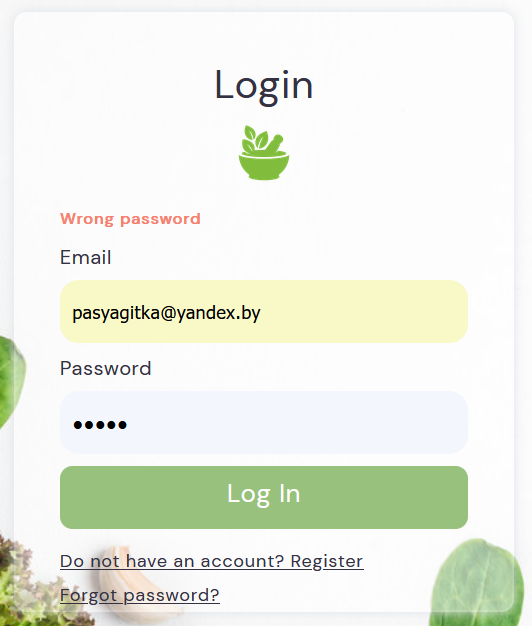 Login
Wrong password
Email
pasyagitka@yandex.by
Password
•••••
Log In
Do not have an account? Register
Forgot password?